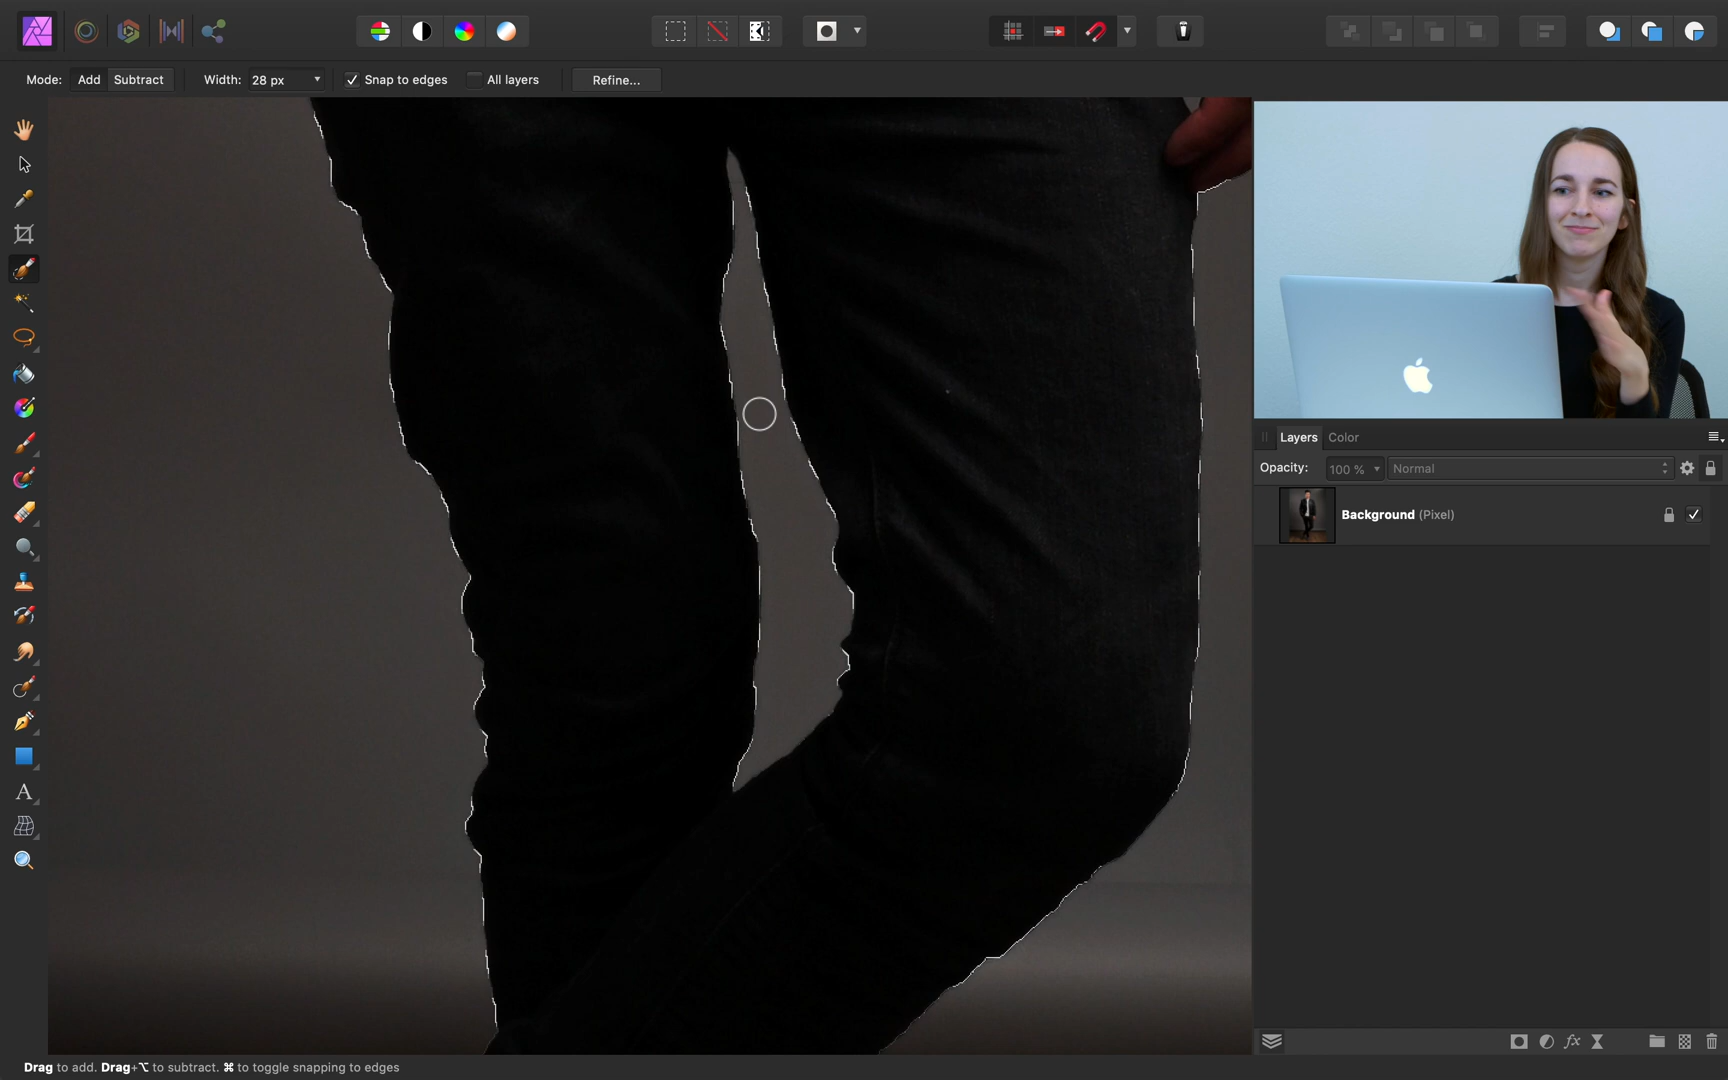 Mode: Add Subtract Width: 28 px Snap to edges All layers Refine...
Layers Color
Opacity: 100 % Normal
Background (Pixel)
A
fx
Drag to add. Drag+⌥ to subtract. ⌘ to toggle snapping to edges